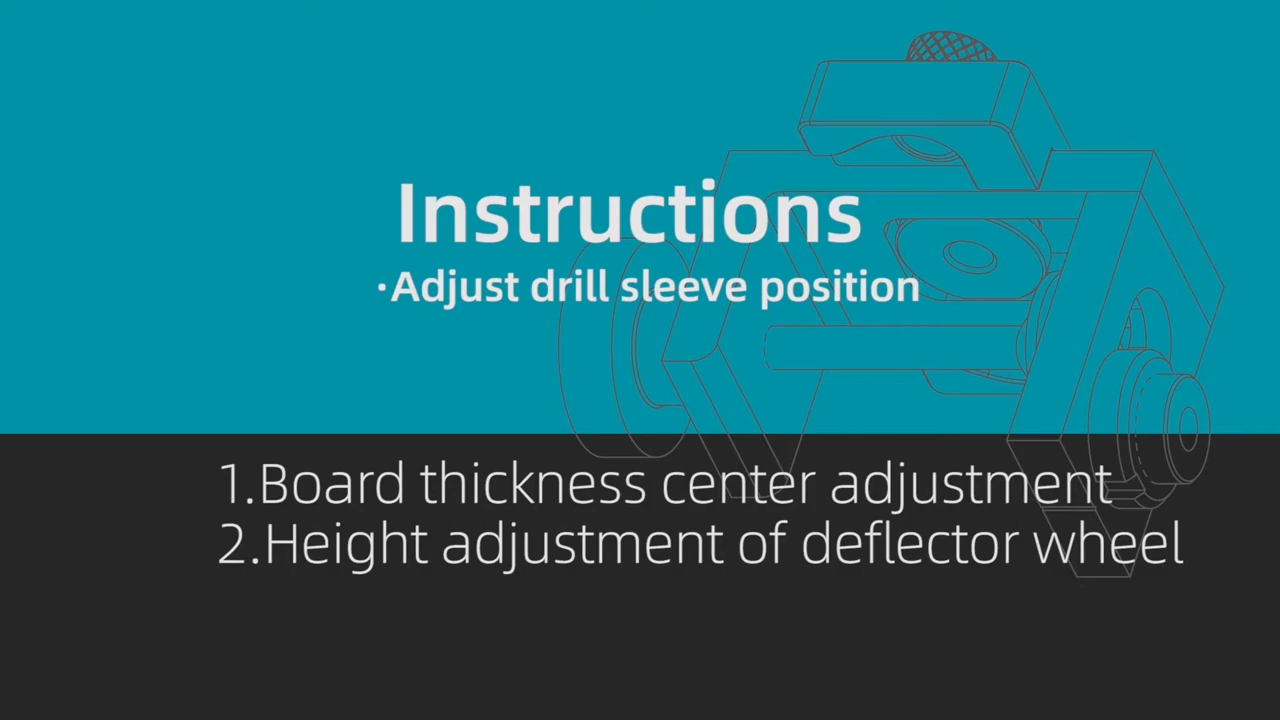 Instructions
·Adjust drill sleeve position
1.Board thickness center adjustment
2.Height adjustment of deflector wheel